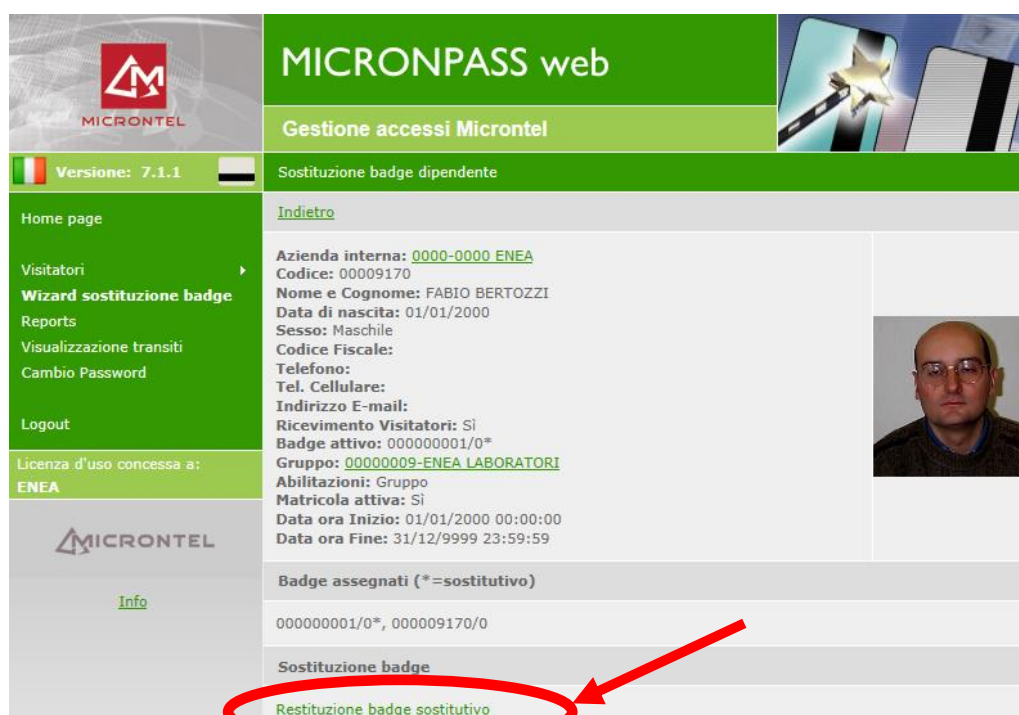 MICRONTEL
MICRONPASS web
Gestione accessi Microntel
Versione: 7.1.1
Home page
Visitatori
Wizard sostituzione badge
Reports
Visualizzazione transiti
Cambio Password
Logout
Licenza d'uso concessa a:
ENEA
MICRONTEL
Info
Sostituzione badge dipendente
Indietro
Azienda interna: 0000-0000 ENEA
Codice: 00009170
Nome e Cognome: FABIO BERTOZZI
Data di nascita: 01/01/2000
Sesso: Maschile
Codice Fiscale:
Telefono:
Tel. Cellulare:
Indirizzo E-mail:
Ricevimento Visitatori: Sì
Badge attivo: 000000001/0*
Gruppo: 00000009-ENEA LABORATORI
Abilitazioni: Gruppo
Matricola attiva: Sì
Data ora Inizio: 01/01/2000 00:00:00
Data ora Fine: 31/12/9999 23:59:59
Badge assegnati (*=sostitutivo)
000000001/0*, 000009170/0
Sostituzione badge
Restituzione badge sostitutivo